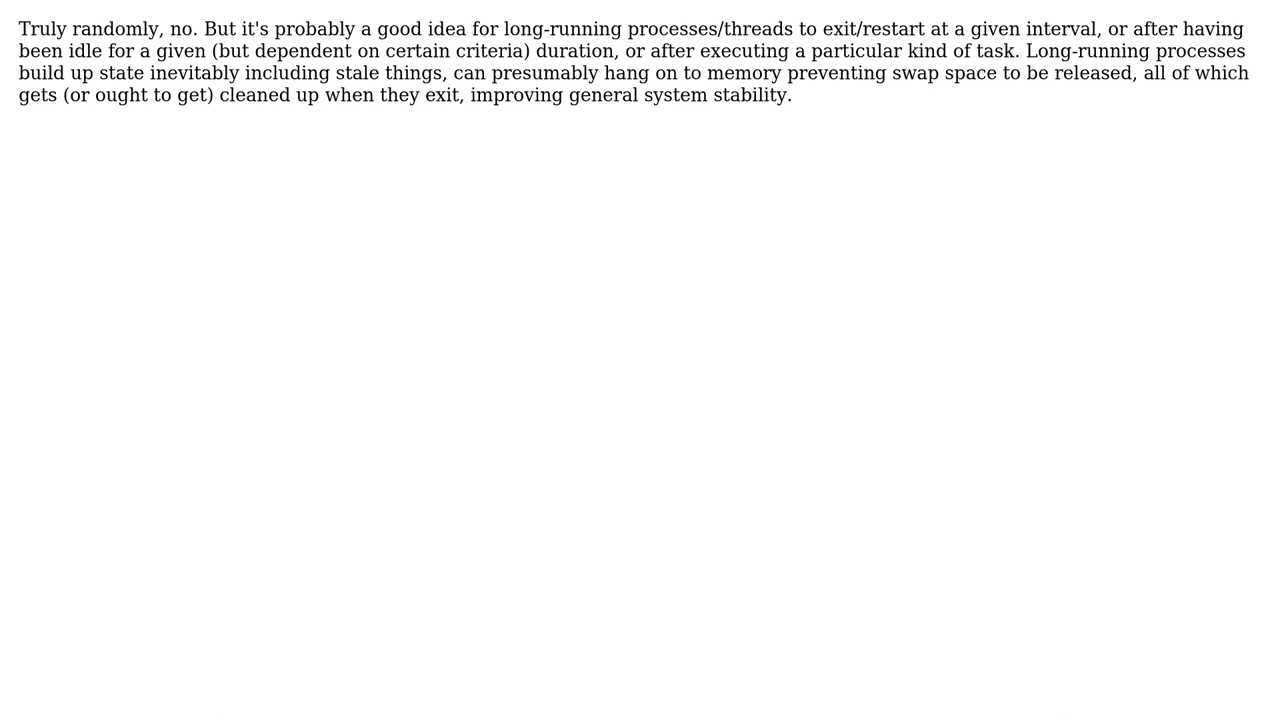 Truly randomly, no. But it's probably a good idea for long-running processes/threads to exit/restart at a given interval, or after having
been idle for a given (but dependent on certain criteria) duration, or after executing a particular kind of task. Long-running processes
build up state inevitably including stale things, can presumably hang on to memory preventing swap space to be released, all of which
gets (or ought to get) cleaned up when they exit, improving general system stability.